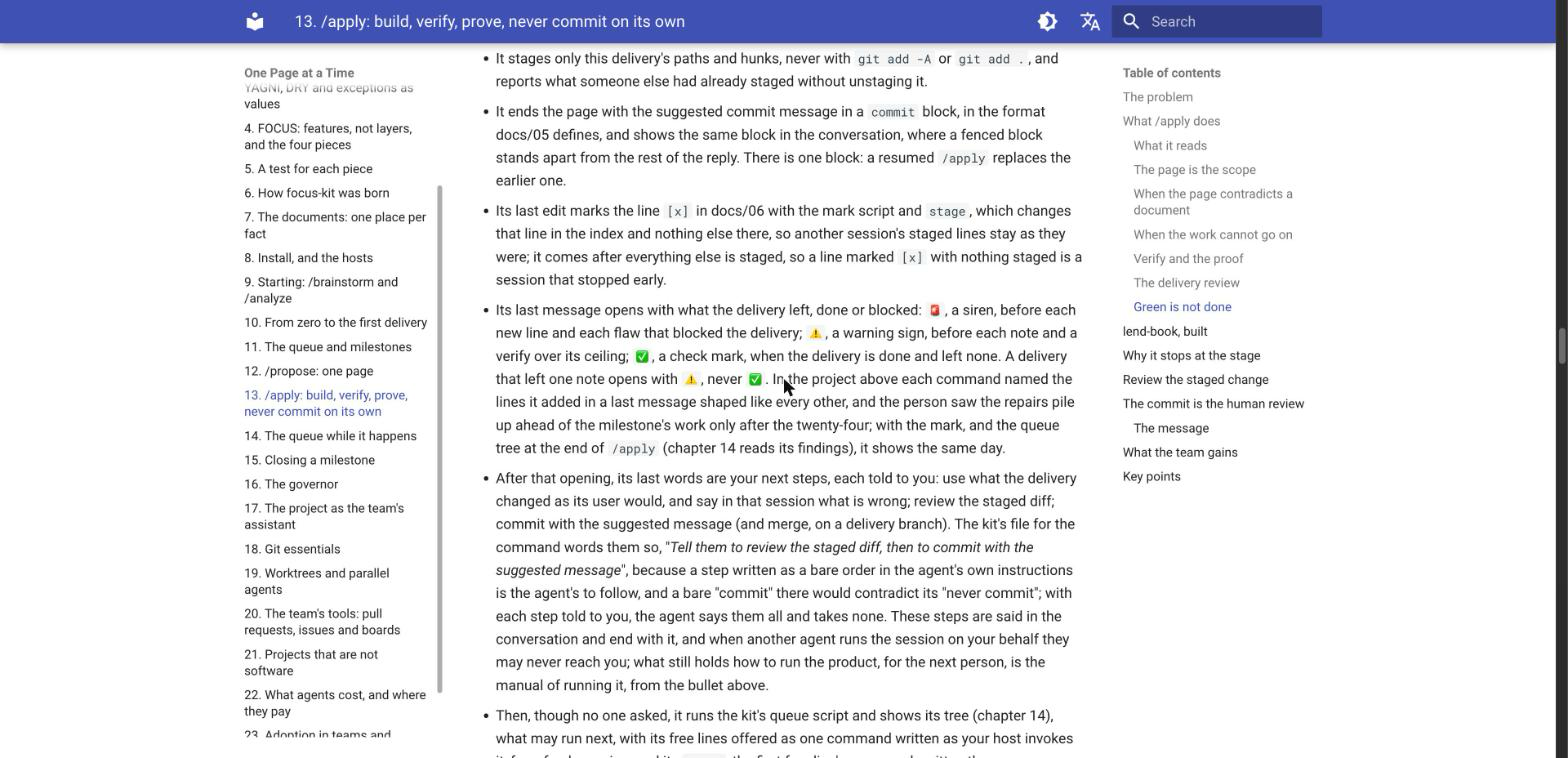 13. /apply: build, verify, prove, never commit on its own
Search
One Page at a Time
YAGNI, DRY and exceptions as
values
4. FOCUS: features, not layers,
and the four pieces
5. A test for each piece
6. How focus-kit was born
7. The documents: one place per
fact
8. Install, and the hosts
9. Starting: /brainstorm and
/analyze
10. From zero to the first delivery
11. The queue and milestones
12. /propose: one page
13. /apply: build, verify, prove,
never commit on its own
14. The queue while it happens
15. Closing a milestone
16. The governor
17. The project as the team's
assistant
18. Git essentials
19. Worktrees and parallel
agents
20. The team's tools: pull
requests, issues and boards
21. Projects that are not
software
22. What agents cost, and where
they pay
23. Adoption in teams and
• It stages only this delivery's paths and hunks, never with git add -A or git add . , and
reports what someone else had already staged without unstaging it.
• It ends the page with the suggested commit message in a commit block, in the format
docs/05 defines, and shows the same block in the conversation, where a fenced block
stands apart from the rest of the reply. There is one block: a resumed /apply replaces the
earlier one.
• Its last edit marks the line [x] in docs/06 with the mark script and stage , which changes
that line in the index and nothing else there, so another session's staged lines stay as they
were; it comes after everything else is staged, so a line marked [x] with nothing staged is a
session that stopped early.
• Its last message opens with what the delivery left, done or blocked: 🚨 , a siren, before each
new line and each flaw that blocked the delivery; ⚠️ , a warning sign, before each note and a
verify over its ceiling; ✅ , a check mark, when the delivery is done and left none. A delivery
that left one note opens with ⚠️ , never ✅ . In the project above each command named the
lines it added in a last message shaped like every other, and the person saw the repairs pile
up ahead of the milestone's work only after the twenty-four; with the mark, and the queue
tree at the end of /apply (chapter 14 reads its findings), it shows the same day.
• After that opening, its last words are your next steps, each told to you: use what the delivery
changed as its user would, and say in that session what is wrong; review the staged diff;
commit with the suggested message (and merge, on a delivery branch). The kit's file for the
command words them so, "Tell them to review the staged diff, then to commit with the
suggested message", because a step written as a bare order in the agent's own instructions
is the agent's to follow, and a bare "commit" there would contradict its "never commit"; with
each step told to you, the agent says them all and takes none. These steps are said in the
conversation and end with it, and when another agent runs the session on your behalf they
may never reach you; what still holds how to run the product, for the next person, is the
manual of running it, from the bullet above.
• Then, though no one asked, it runs the kit's queue script and shows its tree (chapter 14),
what may run next, with its free lines offered as one command written as your host invokes
Table of contents
The problem
What /apply does
What it reads
The page is the scope
When the page contradicts a
document
When the work cannot go on
Verify and the proof
The delivery review
Green is not done
lend-book, built
Why it stops at the stage
Review the staged change
The commit is the human review
The message
What the team gains
Key points